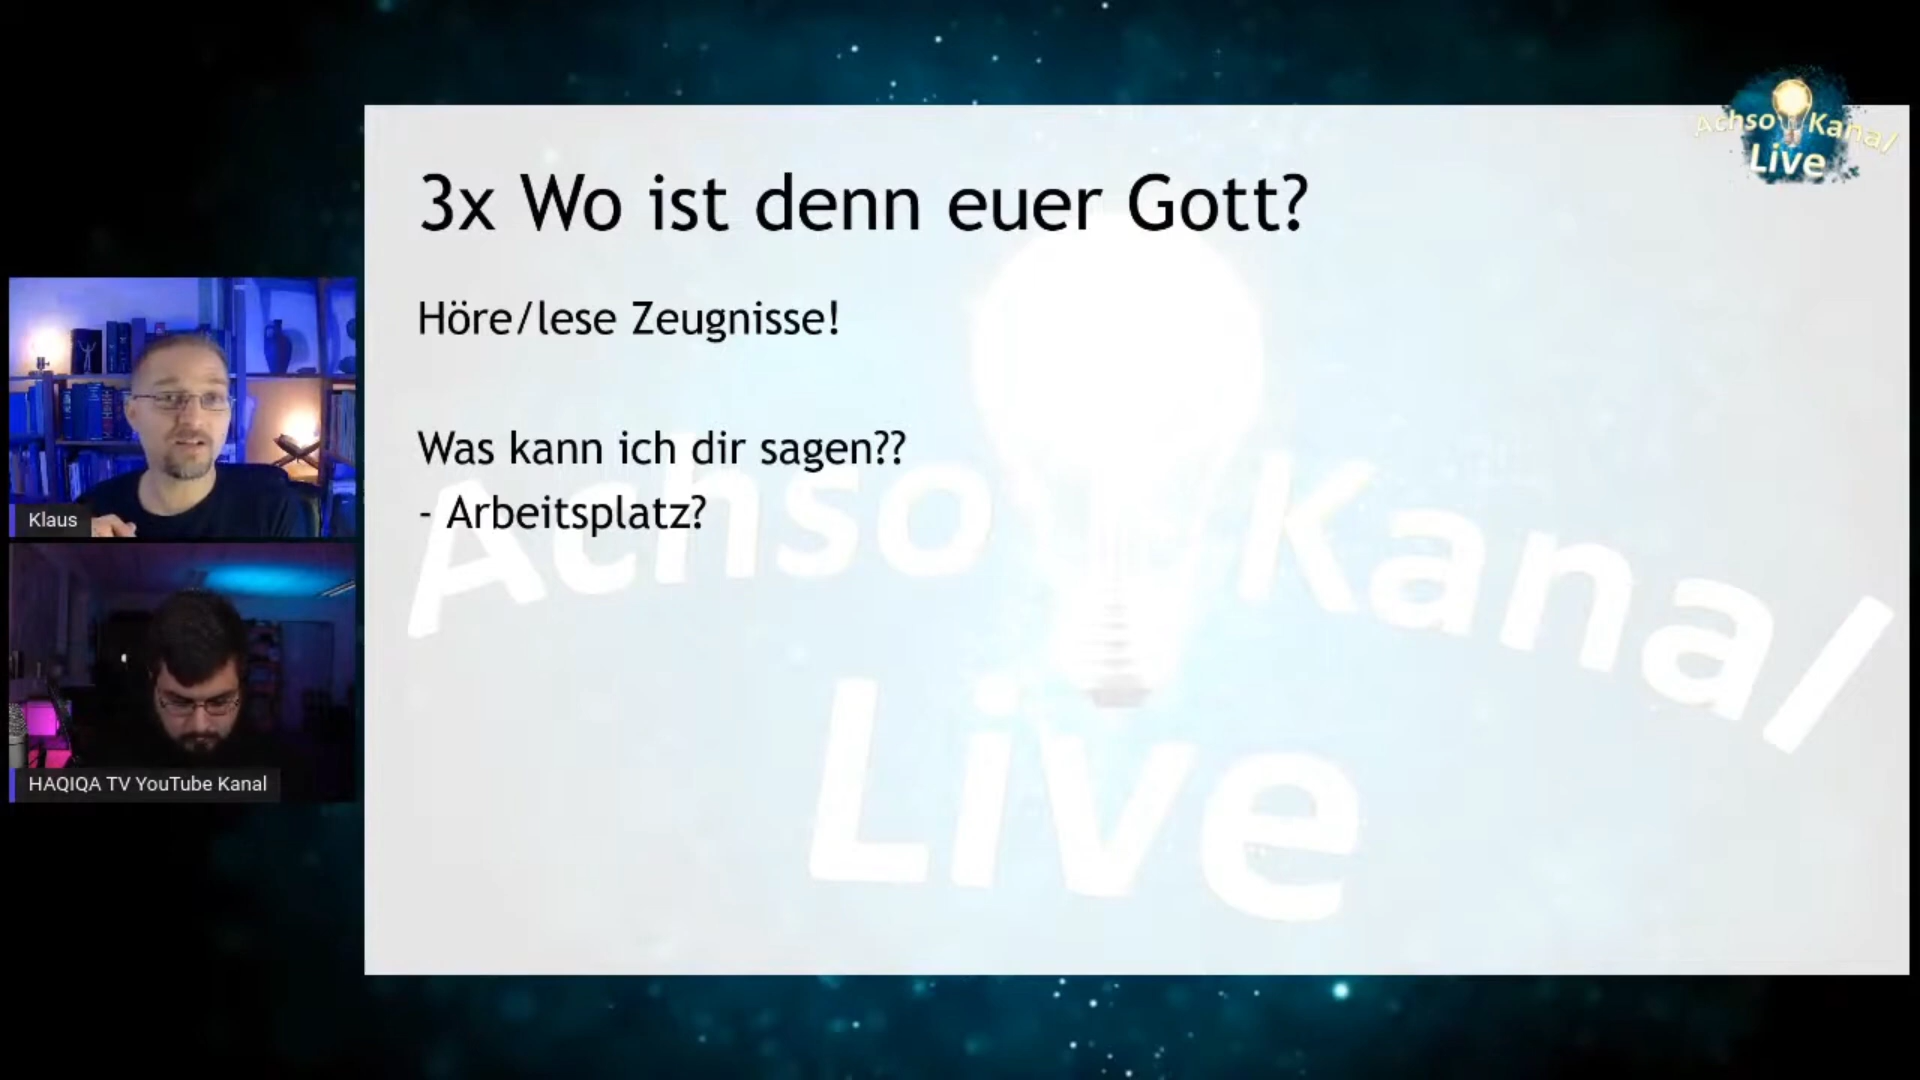 3x Wo ist denn euer Gott?
Höre/lese Zeugnisse!
Was kann ich dir sagen??
- Arbeitsplatz?
Achso Kanal
Live
Achso Kanal
Live
Klaus
HAQIQA TV YouTube Kanal